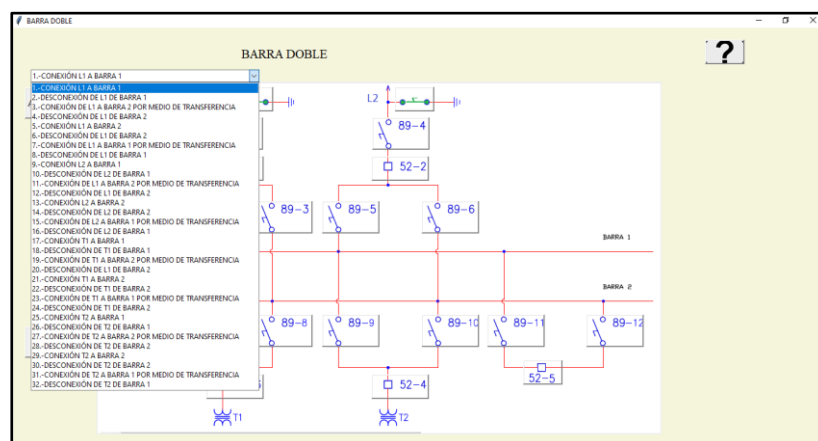 BARRA DOBLE
BARRA DOBLE
?
1.-CONEXIÓN L1 A BARRA 1
1.-CONEXIÓN L1 A BARRA 1
2.-DESCONEXIÓN DE L1 DE BARRA 1
3.-CONEXIÓN DE L1 A BARRA 2 POR MEDIO DE TRANSFERENCIA
4.-DESCONEXIÓN DE L1 DE BARRA 2
5.-CONEXIÓN L1 A BARRA 2
6.-DESCONEXIÓN DE L1 DE BARRA 2
7.-CONEXIÓN DE L1 A BARRA 1 POR MEDIO DE TRANSFERENCIA
8.-DESCONEXIÓN DE L1 DE BARRA 1
9.-CONEXIÓN L2 A BARRA 1
10.-DESCONEXIÓN DE L2 DE BARRA 1
11.-CONEXIÓN DE L1 A BARRA 2 POR MEDIO DE TRANSFERENCIA
12.-DESCONEXIÓN DE L1 DE BARRA 2
13.-CONEXIÓN L2 A BARRA 2
14.-DESCONEXIÓN DE L2 DE BARRA 2
15.-CONEXIÓN DE L2 A BARRA 1 POR MEDIO DE TRANSFERENCIA
16.-DESCONEXIÓN DE L2 DE BARRA 1
17.-CONEXIÓN T1 A BARRA 1
18.-DESCONEXIÓN DE T1 DE BARRA 1
19.-CONEXIÓN DE T1 A BARRA 2 POR MEDIO DE TRANSFERENCIA
20.-DESCONEXIÓN DE L1 DE BARRA 2
21.-CONEXIÓN T1 A BARRA 2
22.-DESCONEXIÓN DE T1 DE BARRA 2
23.-CONEXIÓN DE T1 A BARRA 1 POR MEDIO DE TRANSFERENCIA
24.-DESCONEXIÓN DE T1 DE BARRA 2
25.-CONEXIÓN T2 A BARRA 1
26.-DESCONEXIÓN DE T2 DE BARRA 1
27.-CONEXIÓN DE T2 A BARRA 2 POR MEDIO DE TRANSFERENCIA
28.-DESCONEXIÓN DE T2 DE BARRA 2
29.-CONEXIÓN T2 A BARRA 2
30.-DESCONEXIÓN DE T2 DE BARRA 2
31.-CONEXIÓN DE T2 A BARRA 1 POR MEDIO DE TRANSFERENCIA
32.-DESCONEXIÓN DE T2 DE BARRA 1
L2
89-4
52-2
89-3 89-5 89-6
BARRA 1
BARRA 2
89-8 89-9 89-10 89-11 89-12
52-4 52-5
T1 T2